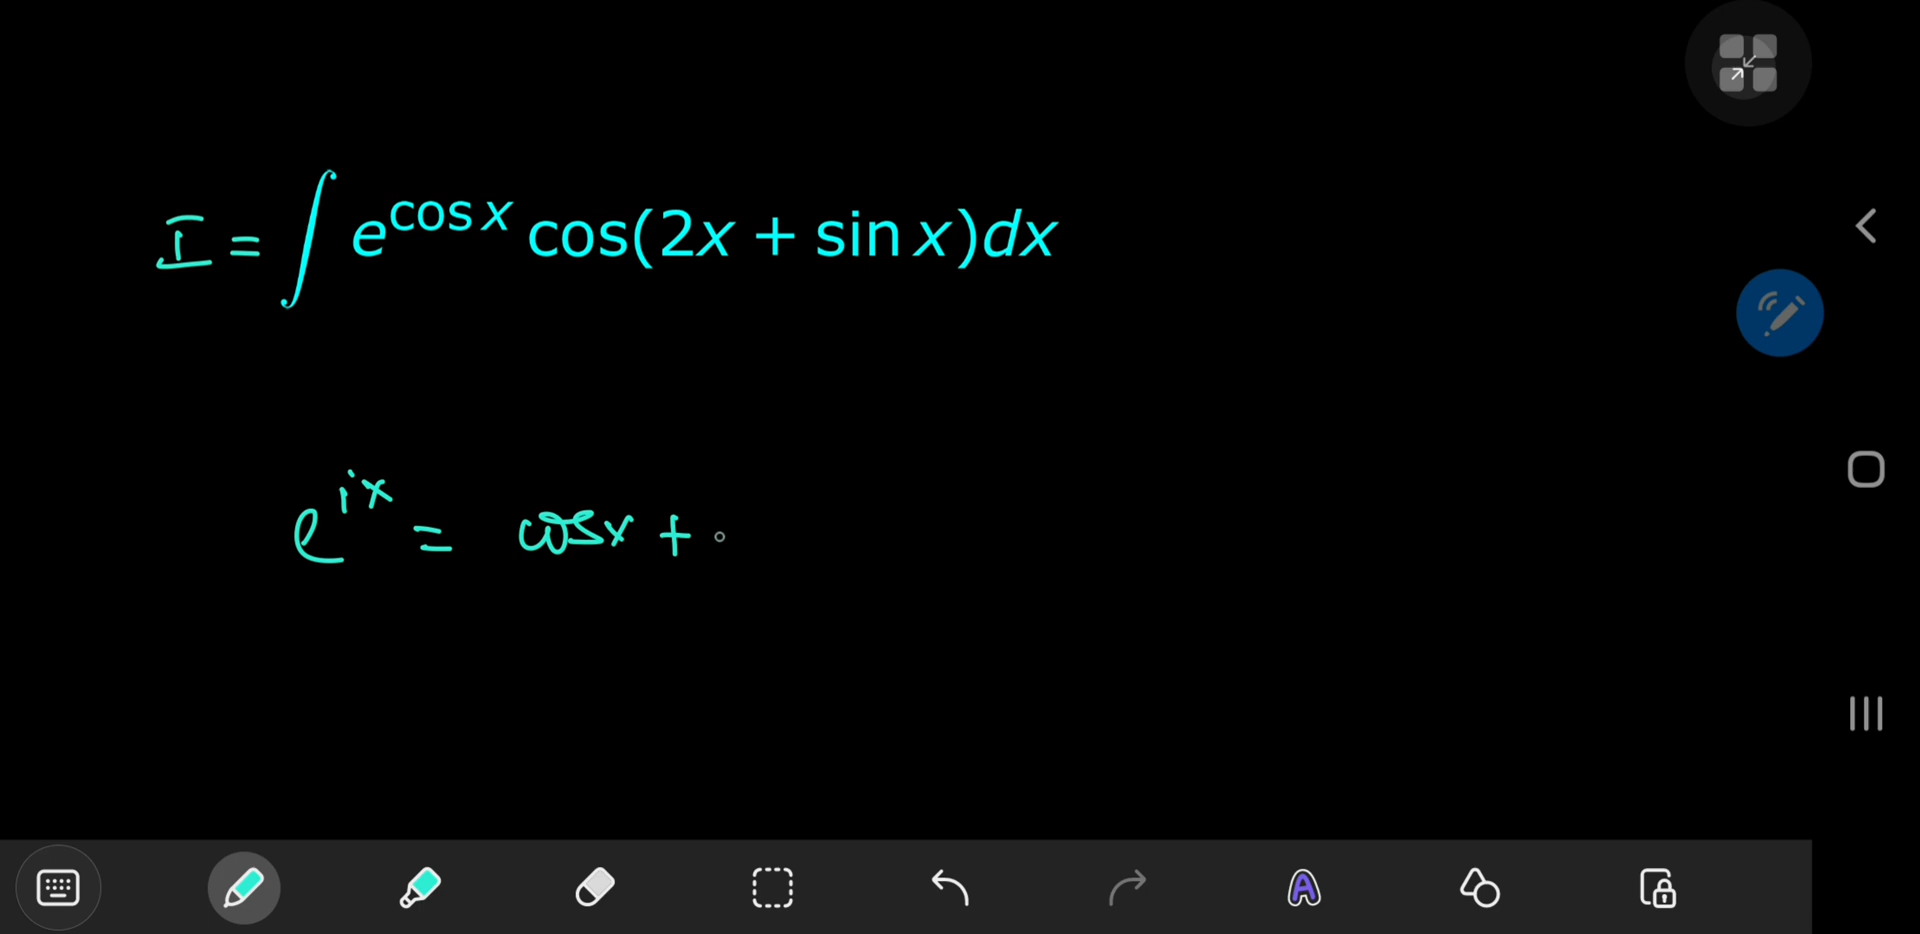 I = ∫ e^{cos x} cos(2x + sin x)dx
e^{ix} = cosx +
A